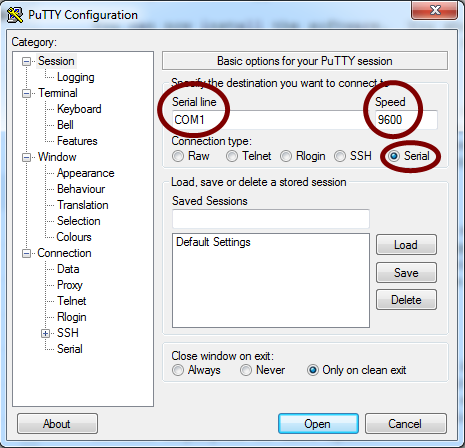 PuTTY Configuration
Category:
Session
Logging
Terminal
Keyboard
Bell
Features
Window
Appearance
Behaviour
Translation
Selection
Colours
Connection
Data
Proxy
Telnet
Rlogin
SSH
Serial
Basic options for your PuTTY session
Specify the destination you want to connect to
Serial line Speed
COM1 9600
Connection type:
Raw Telnet Rlogin SSH Serial
Load, save or delete a stored session
Saved Sessions
Default Settings
Load
Save
Delete
Close window on exit:
Always Never Only on clean exit
About Open Cancel